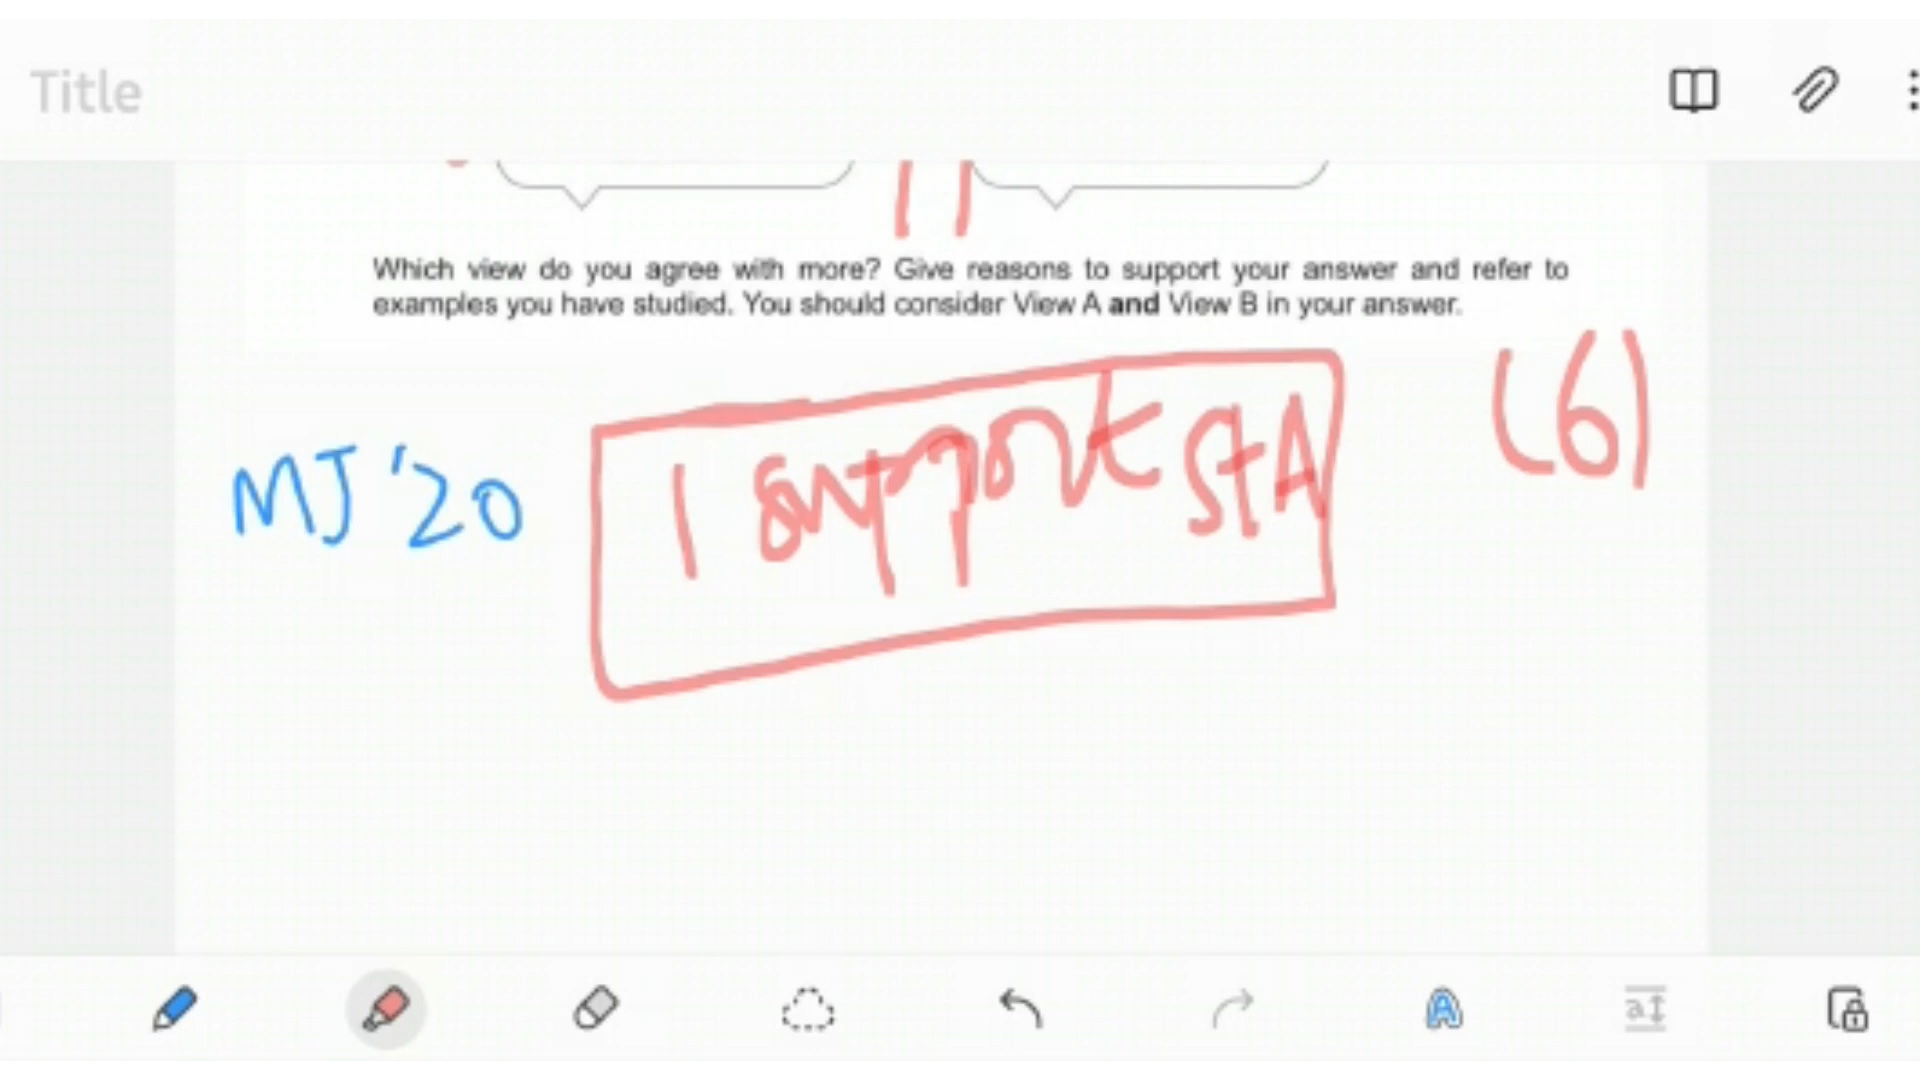 Title
Which view do you agree with more? Give reasons to support your answer and refer to
examples you have studied. You should consider View A and View B in your answer.
(6)
MJ '20
I support StA